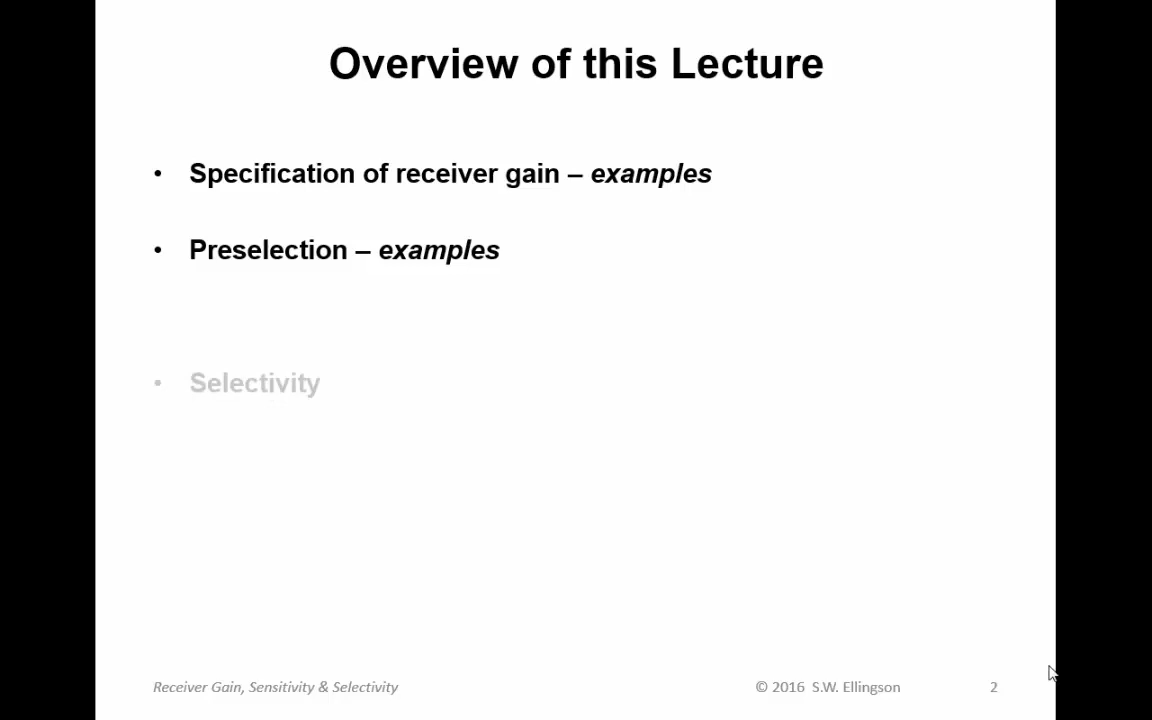 Overview of this Lecture
• Specification of receiver gain – examples
• Preselection – examples
• Selectivity
Receiver Gain, Sensitivity & Selectivity © 2016 S.W. Ellingson 2